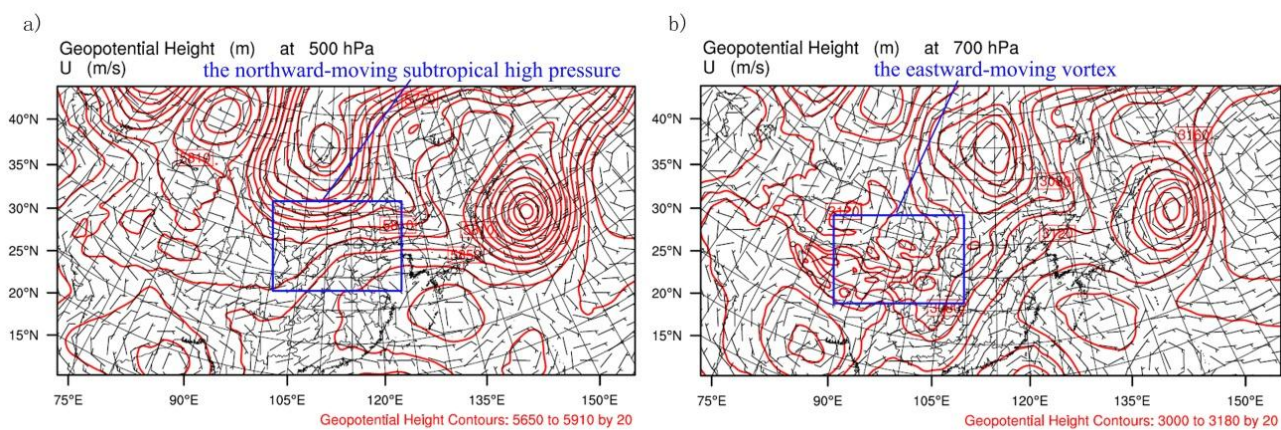 a)
Geopotential Height (m) at 500 hPa
U (m/s)
the northward-moving subtropical high pressure
40°N
35°N
30°N
25°N
20°N
15°N
75°E 90°E 105°E 120°E 135°E 150°E
5810
Geopotential Height Contours: 5650 to 5910 by 20
b)
Geopotential Height (m) at 700 hPa
U (m/s)
the eastward-moving vortex
40°N
35°N
30°N
25°N
20°N
15°N
3160
75°E 90°E 105°E 120°E 135°E 150°E
Geopotential Height Contours: 3000 to 3180 by 20